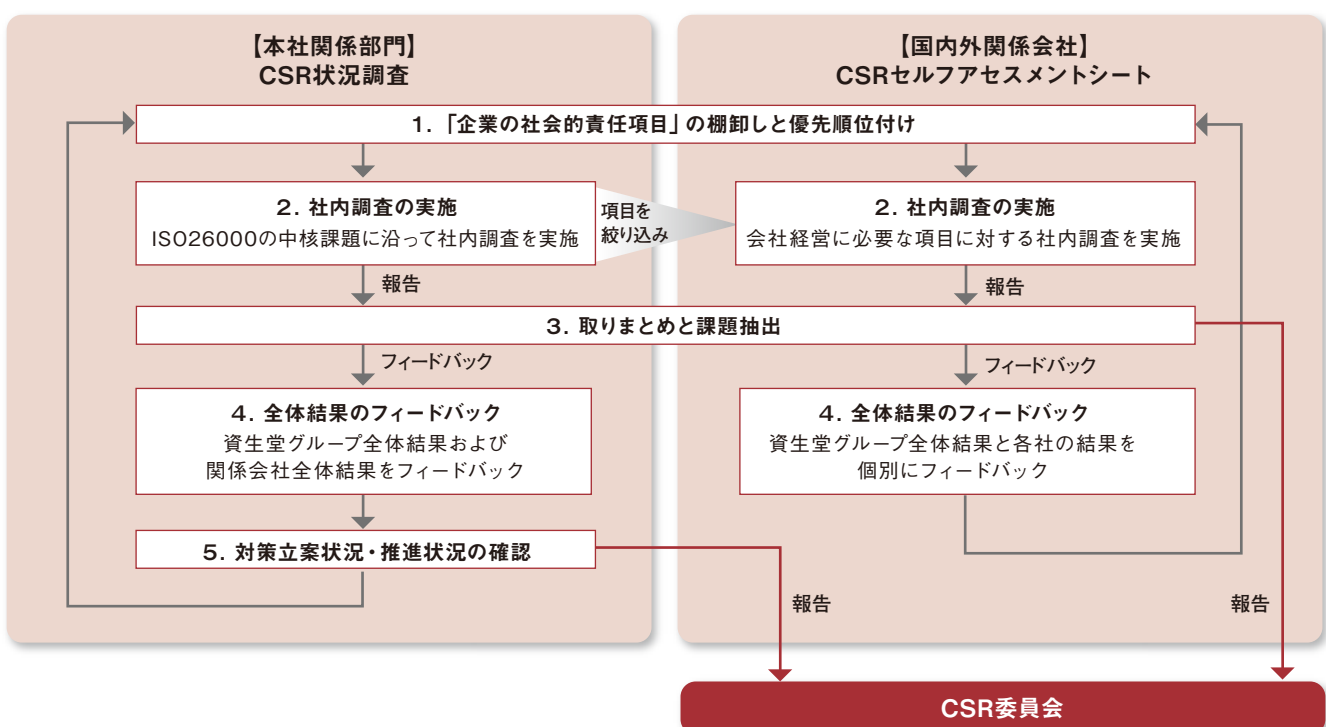 【本社関係部門】
CSR状況調査
【国内外関係会社】
CSRセルフアセスメントシート
1.「企業の社会的責任項目」の棚卸しと優先順位付け
2. 社内調査の実施
ISO26000の中核課題に沿って社内調査を実施
項目を
絞り込み
2. 社内調査の実施
会社経営に必要な項目に対する社内調査を実施
報告
報告
3. 取りまとめと課題抽出
フィードバック
フィードバック
4. 全体結果のフィードバック
資生堂グループ全体結果および
関係会社全体結果をフィードバック
4. 全体結果のフィードバック
資生堂グループ全体結果と各社の結果を
個別にフィードバック
5. 対策立案状況・推進状況の確認
報告
報告
CSR委員会